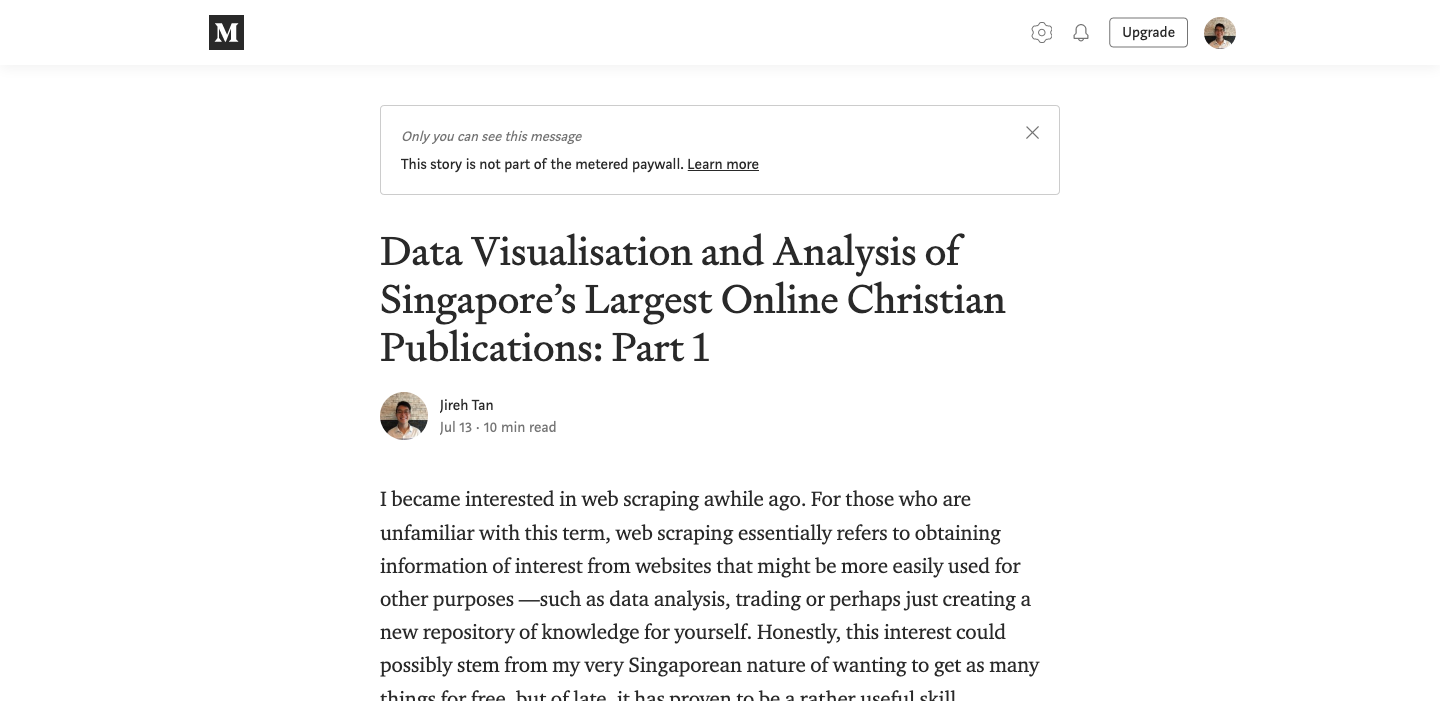 M
Upgrade
Only you can see this message
This story is not part of the metered paywall. Learn more
Data Visualisation and Analysis of
Singapore’s Largest Online Christian
Publications: Part 1
Jireh Tan
Jul 13 · 10 min read
I became interested in web scraping awhile ago. For those who are
unfamiliar with this term, web scraping essentially refers to obtaining
information of interest from websites that might be more easily used for
other purposes —such as data analysis, trading or perhaps just creating a
new repository of knowledge for yourself. Honestly, this interest could
possibly stem from my very Singaporean nature of wanting to get as many
things for free, but of late, it has proven to be a rather useful skill.